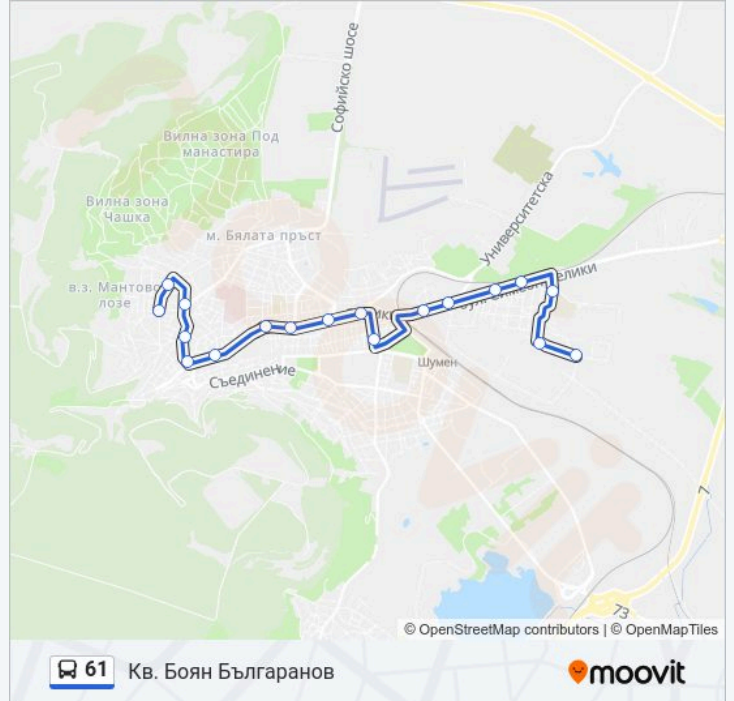 Софийско шосе
Вилна зона Под
манастира
Университетска
Вилна зона
Чашка
м. Бялата пръст
в.з. Мантово
лозе
Шумен
Съединение
7
73
© OpenStreetMap contributors | © OpenMapTiles
61 Кв. Боян Българанов
moovit